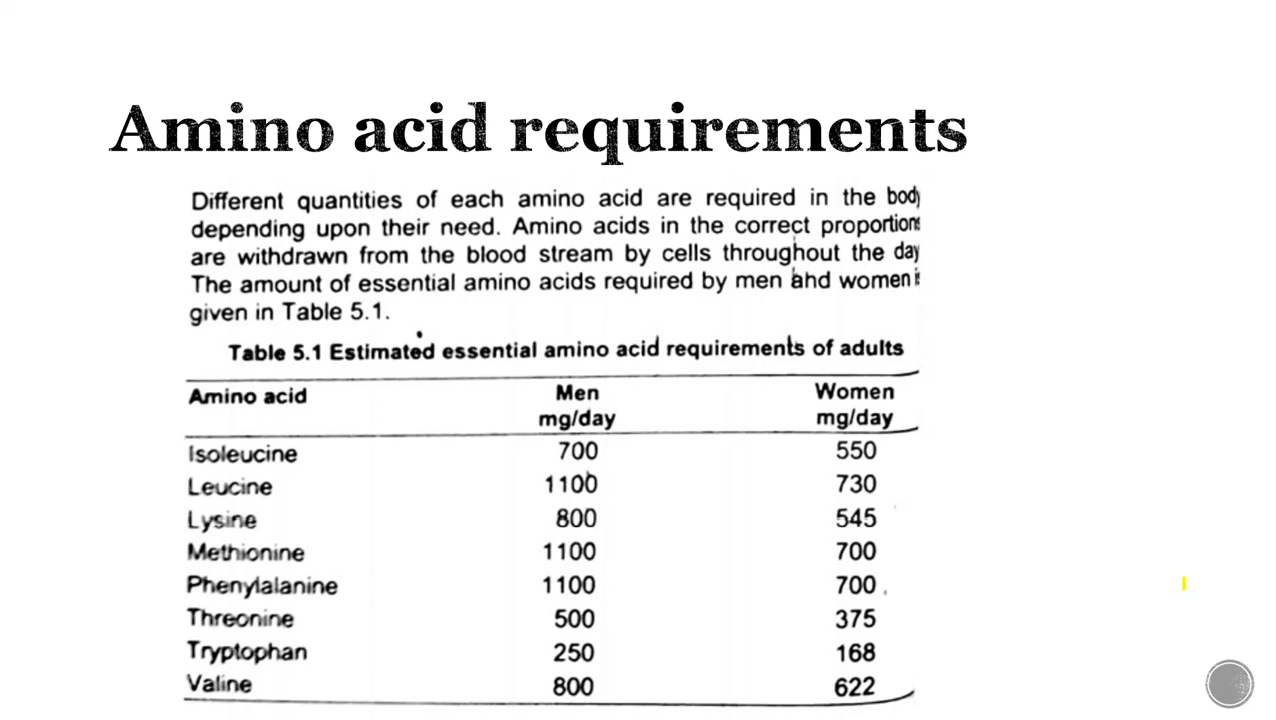 Amino acid requirements
Different quantities of each amino acid are required in the body
depending upon their need. Amino acids in the correct proportions
are withdrawn from the blood stream by cells throughout the day
The amount of essential amino acids required by men and women is
given in Table 5.1.
Table 5.1 Estimated essential amino acid requirements of adults
Amino acid Men Women
mg/day mg/day
Isoleucine 700 550
Leucine 1100 730
Lysine 800 545
Methionine 1100 700
Phenylalanine 1100 700
Threonine 500 375
Tryptophan 250 168
Valine 800 622